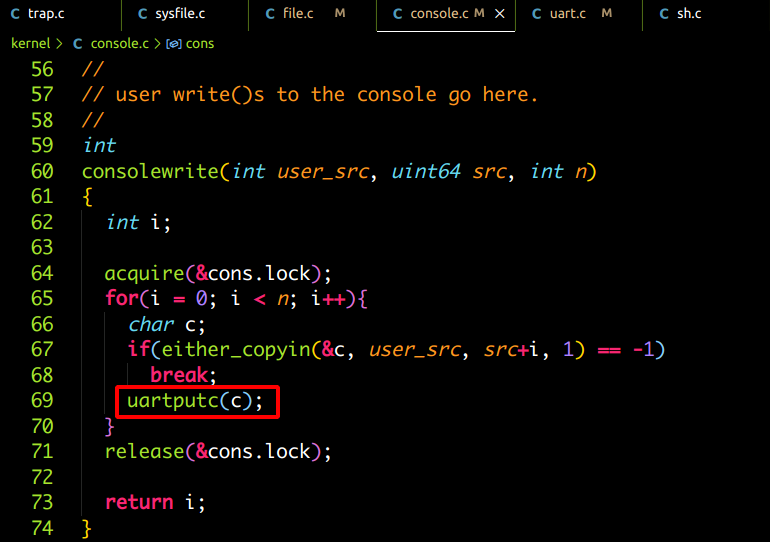 C trap.c C sysfile.c C file.c M C console.c M × C uart.c M C sh.c
kernel > C console.c > cons
56 //
57 // user write()s to the console go here.
58 //
59 int
60 consolewrite(int user_src, uint64 src, int n)
61 {
62 int i;
63
64 acquire(&cons.lock);
65 for(i = 0; i < n; i++){
66 char c;
67 if(either_copyin(&c, user_src, src+i, 1) == -1)
68 break;
69 uartputc(c);
70 }
71 release(&cons.lock);
72
73 return i;
74 }